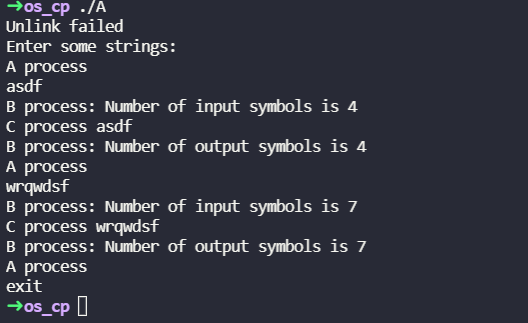 ➜os_cp ./A
Unlink failed
Enter some strings:
A process
asdf
B process: Number of input symbols is 4
C process asdf
B process: Number of output symbols is 4
A process
wrqwdsf
B process: Number of input symbols is 7
C process wrqwdsf
B process: Number of output symbols is 7
A process
exit
➜os_cp